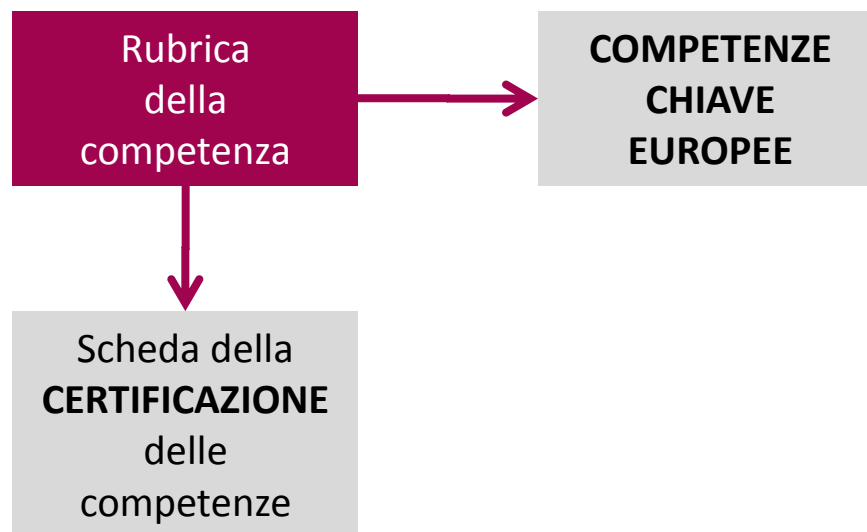 Rubrica
della
competenza
COMPETENZE
CHIAVE
EUROPEE
Scheda della
CERTIFICAZIONE
delle
competenze